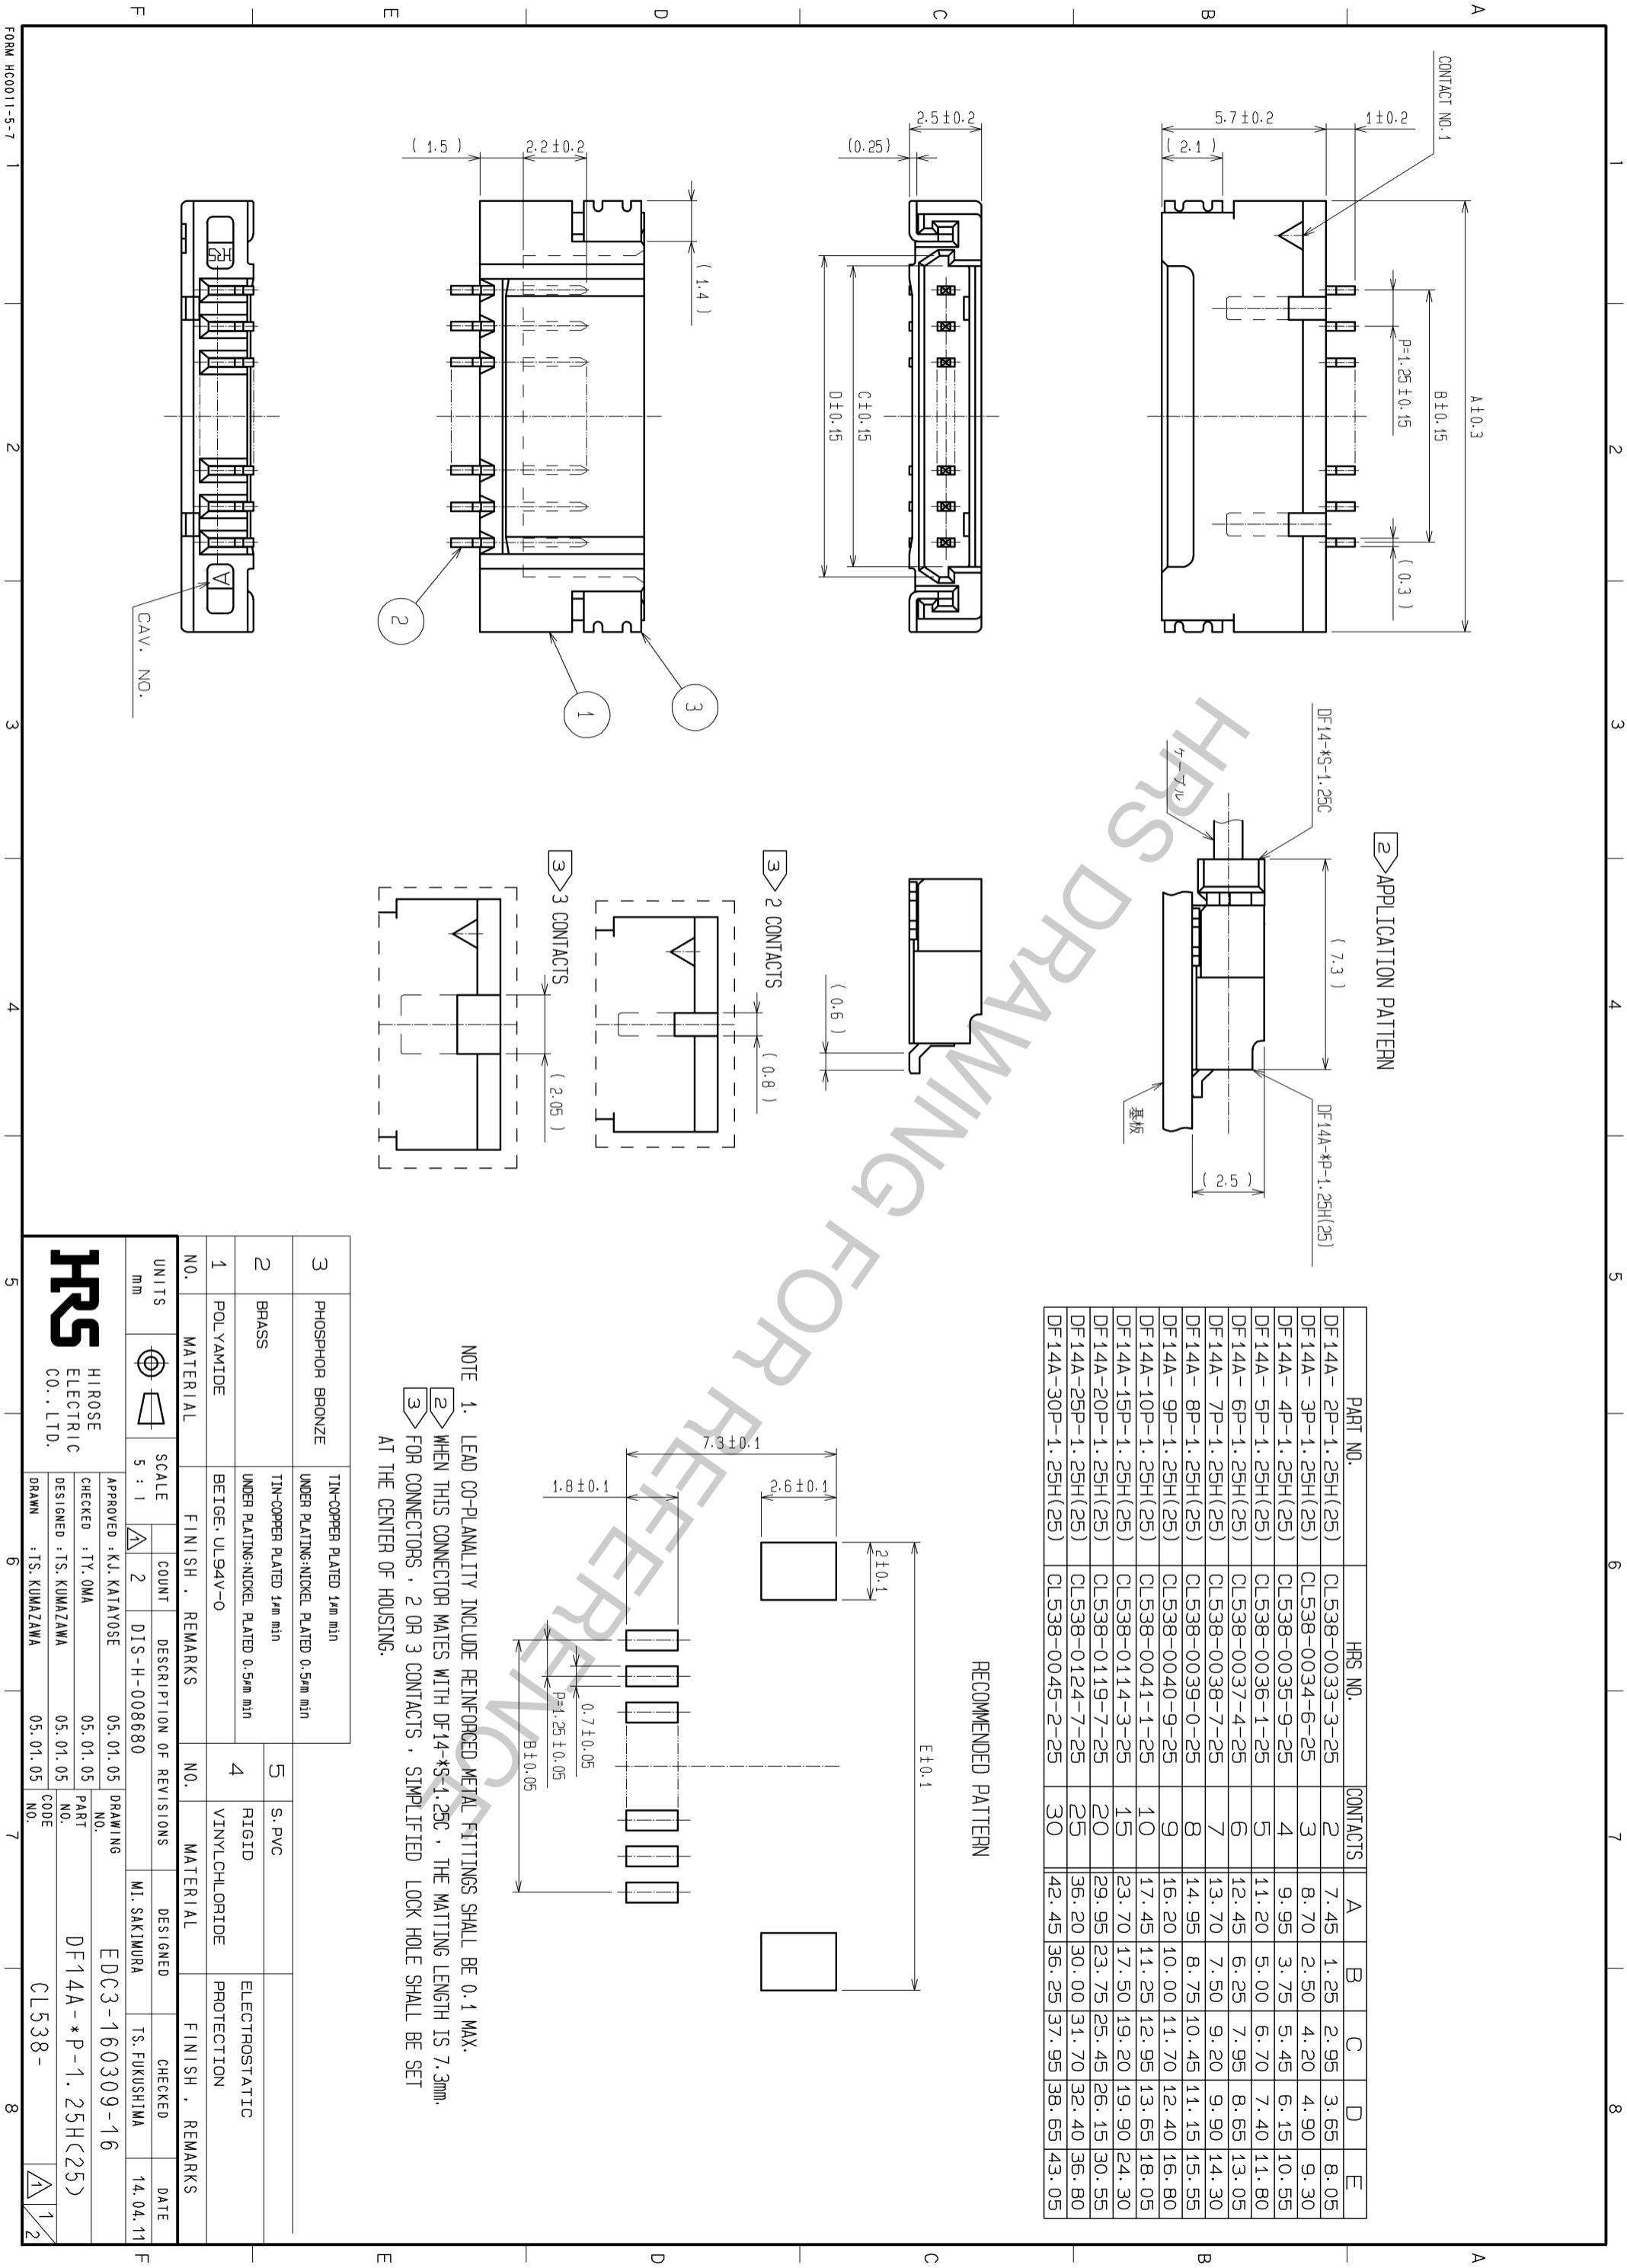 1 2 3 4 5 6 7 8
A
B
C
D
E
F
A±0.3
B±0.15
P=1.25±0.15
( 0.3 )
CONTACT NO.1
1±0.2
5.7±0.2
( 2.1 )
2.5±0.2
(0.25)
C±0.15
D±0.15
( 1.4 )
2.2±0.2
( 1.5 )
1
2
3
A
CAV. NO.
2 APPLICATION PATTERN
DF14-*S-1.25C
( 7.3 )
DF14A-*P-1.25H(25)
ケーブル
基板
( 2.5 )
( 0.6 )
3 2 CONTACTS
( 0.8 )
3 3 CONTACTS
( 2.05 )
HRS DRAWING FOR REFERENCE
PART NO. HRS NO. CONTACTS A B C D E
DF14A- 2P-1.25H(25) CL538-0033-3-25 2 7.45 1.25 2.95 3.65 8.05
DF14A- 3P-1.25H(25) CL538-0034-6-25 3 8.70 2.50 4.20 4.90 9.30
DF14A- 4P-1.25H(25) CL538-0035-9-25 4 9.95 3.75 5.45 6.15 10.55
DF14A- 5P-1.25H(25) CL538-0036-1-25 5 11.20 5.00 6.70 7.40 11.80
DF14A- 6P-1.25H(25) CL538-0037-4-25 6 12.45 6.25 7.95 8.65 13.05
DF14A- 7P-1.25H(25) CL538-0038-7-25 7 13.70 7.50 9.20 9.90 14.30
DF14A- 8P-1.25H(25) CL538-0039-0-25 8 14.95 8.75 10.45 11.15 15.55
DF14A- 9P-1.25H(25) CL538-0040-9-25 9 16.20 10.00 11.70 12.40 16.80
DF14A-10P-1.25H(25) CL538-0041-1-25 10 17.45 11.25 12.95 13.65 18.05
DF14A-15P-1.25H(25) CL538-0114-3-25 15 23.70 17.50 19.20 19.90 24.30
DF14A-20P-1.25H(25) CL538-0119-7-25 20 29.95 23.75 25.45 26.15 30.55
DF14A-25P-1.25H(25) CL538-0124-7-25 25 36.20 30.00 31.70 32.40 36.80
DF14A-30P-1.25H(25) CL538-0045-2-25 30 42.45 36.25 37.95 38.65 43.05
RECOMMENDED PATTERN
E±0.1
2±0.1
2.6±0.1
7.3±0.1
1.8±0.1
0.7±0.05
P=1.25±0.05
B±0.05
NOTE 1. LEAD CO-PLANALITY INCLUDE REINFORCED METAL FITTINGS SHALL BE 0.1 MAX.
2 WHEN THIS CONNECTOR MATES WITH DF14-*S-1.25C , THE MATTING LENGTH IS 7.3mm.
3 FOR CONNECTORS , 2 OR 3 CONTACTS , SIMPLIFIED LOCK HOLE SHALL BE SET
AT THE CENTER OF HOUSING.
3 PHOSPHOR BRONZE TIN-COPPER PLATED 1μm min
UNDER PLATING:NICKEL PLATED 0.5μm min
2 BRASS TIN-COPPER PLATED 1μm min
UNDER PLATING:NICKEL PLATED 0.5μm min
5 S.PVC
1 POLYAMIDE BEIGE, UL94V-0
4 RIGID VINYLCHLORIDE ELECTROSTATIC PROTECTION
NO. MATERIAL FINISH , REMARKS NO. MATERIAL FINISH , REMARKS
UNITS mm SCALE 5 : 1 COUNT DESCRIPTION OF REVISIONS DESIGNED CHECKED DATE
1 2 DIS-H-008680 MI.SAKIMURA TS.FUKUSHIMA 14.04.11
HRS HIROSE ELECTRIC CO.,LTD.
APPROVED :KJ.KATAYOSE 05.01.05
CHECKED :TY.OMA 05.01.05
DESIGNED :TS.KUMAZAWA 05.01.05
DRAWN :TS.KUMAZAWA 05.01.05
DRAWING NO. EDC3-160309-16
PART NO. DF14A-*P-1.25H(25)
CODE NO. CL538-
1 1/2
FORM HC0011-5-7
1 2 3 4 5 6 7 8
A
B
C
D
E
F